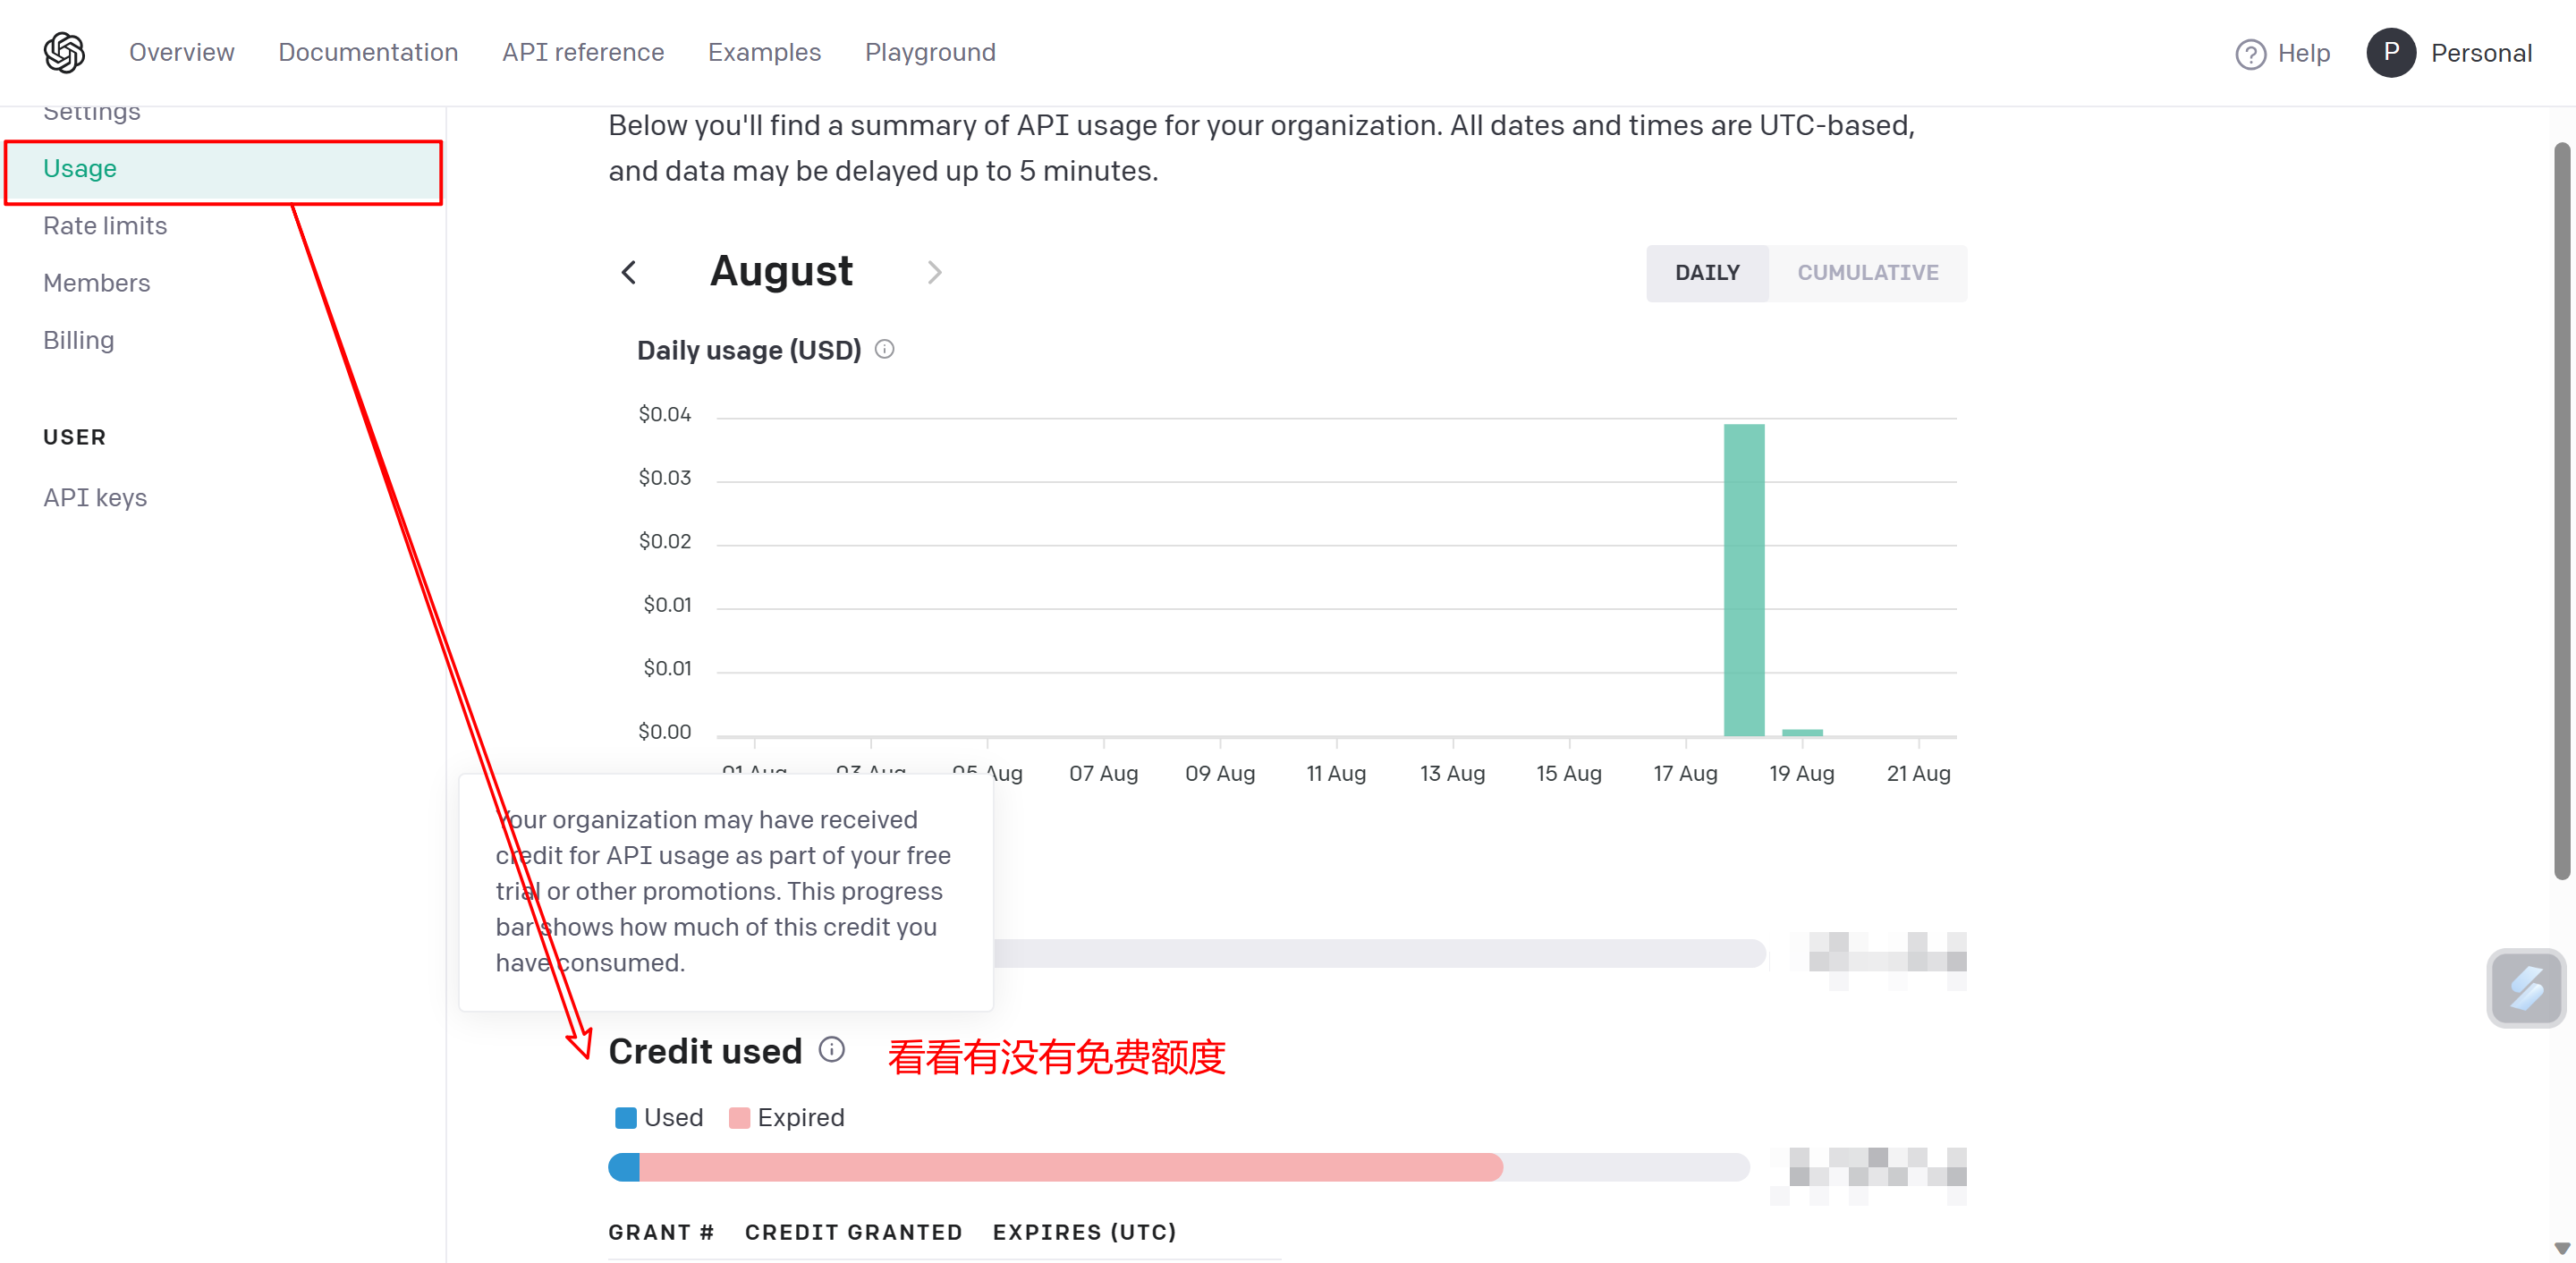 Overview Documentation API reference Examples Playground Help P Personal
Settings
Usage
Rate limits
Members
Billing
USER
API keys
Below you'll find a summary of API usage for your organization. All dates and times are UTC-based,
and data may be delayed up to 5 minutes.
August
DAILY CUMULATIVE
Daily usage (USD)
$0.04
$0.03
$0.02
$0.01
$0.01
$0.00
01 Aug 03 Aug 05 Aug 07 Aug 09 Aug 11 Aug 13 Aug 15 Aug 17 Aug 19 Aug 21 Aug
Your organization may have received
credit for API usage as part of your free
trial or other promotions. This progress
bar shows how much of this credit you
have consumed.
Credit used 看看有没有免费额度
Used Expired
GRANT # CREDIT GRANTED EXPIRES (UTC)